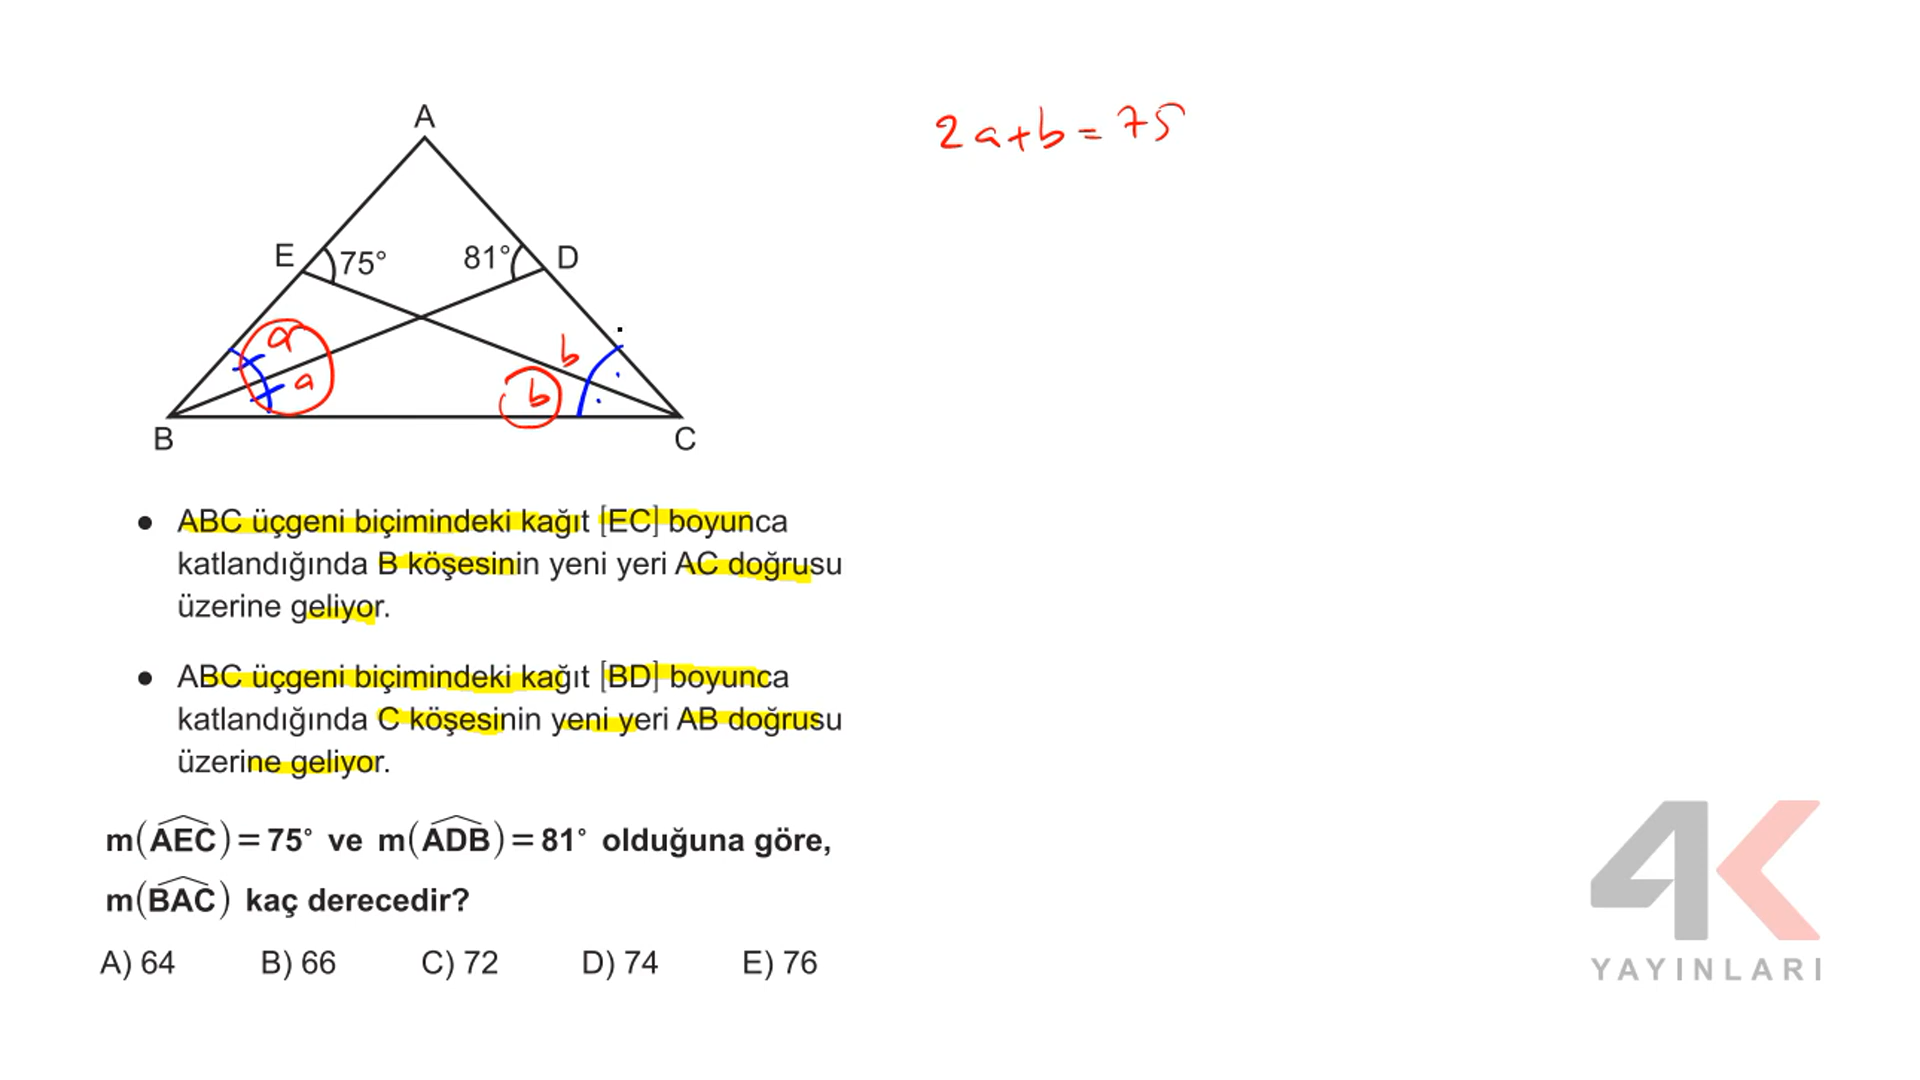 A
2a+b=75
E
75°
81°
D
a
a
b
b
B
C
● ABC üçgeni biçimindeki kağıt [EC] boyunca
katlandığında B köşesinin yeni yeri AC doğrusu
üzerine geliyor.
● ABC üçgeni biçimindeki kağıt [BD] boyunca
katlandığında C köşesinin yeni yeri AB doğrusu
üzerine geliyor.
m(AEC)=75° ve m(ADB)=81° olduğuna göre,
m(BAC) kaç derecedir?
A) 64 B) 66 C) 72 D) 74 E) 76
4K
YAYINLARI